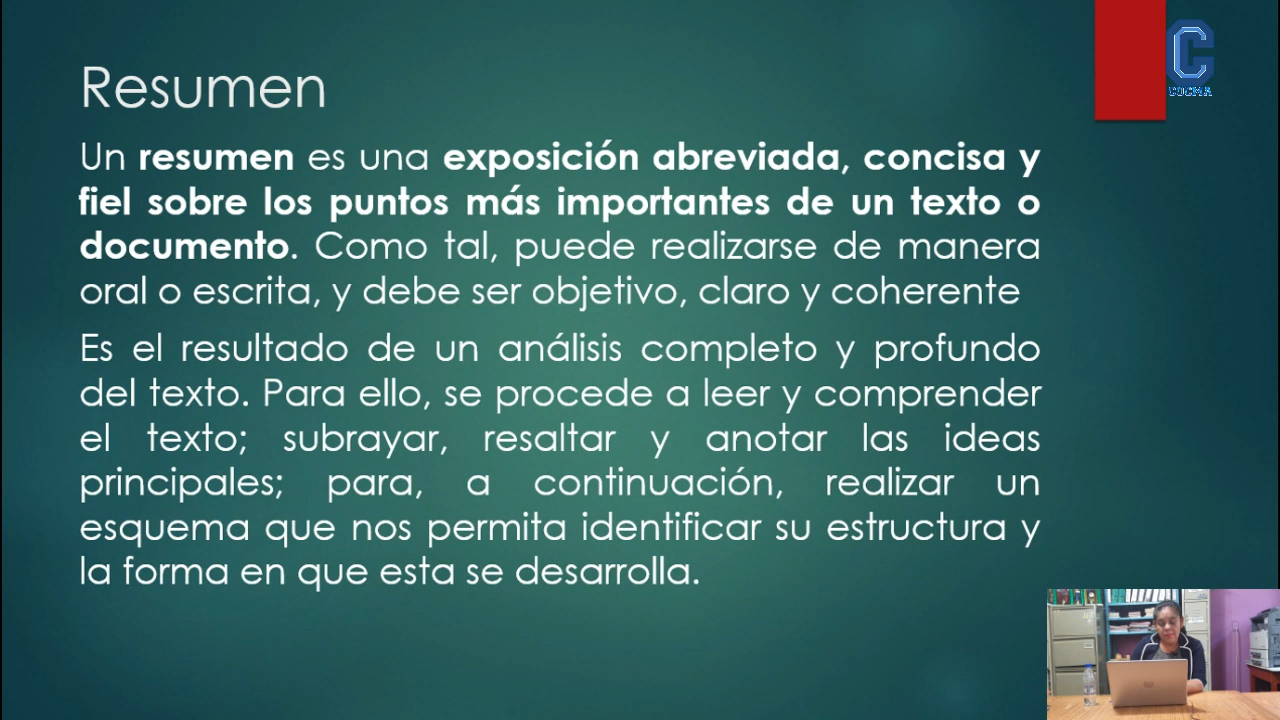 Resumen
COCMA
Un resumen es una exposición abreviada, concisa y
fiel sobre los puntos más importantes de un texto o
documento. Como tal, puede realizarse de manera
oral o escrita, y debe ser objetivo, claro y coherente
Es el resultado de un análisis completo y profundo
del texto. Para ello, se procede a leer y comprender
el texto; subrayar, resaltar y anotar las ideas
principales; para, a continuación, realizar un
esquema que nos permita identificar su estructura y
la forma en que esta se desarrolla.